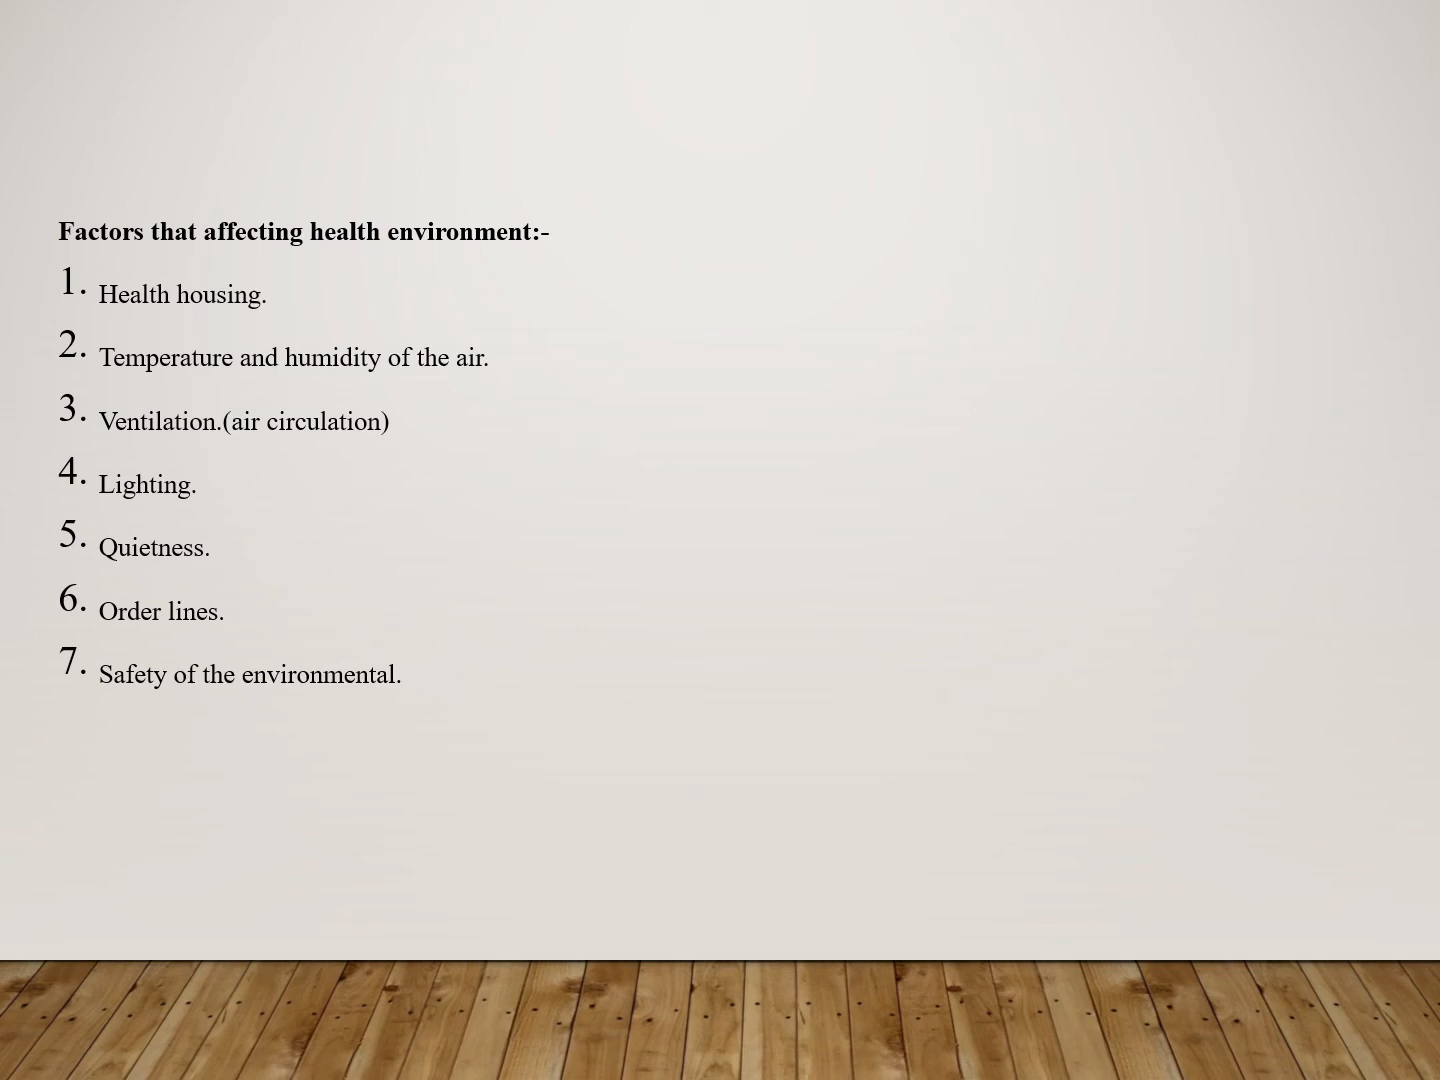 Factors that affecting health environment:-
1. Health housing.
2. Temperature and humidity of the air.
3. Ventilation.(air circulation)
4. Lighting.
5. Quietness.
6. Order lines.
7. Safety of the environmental.